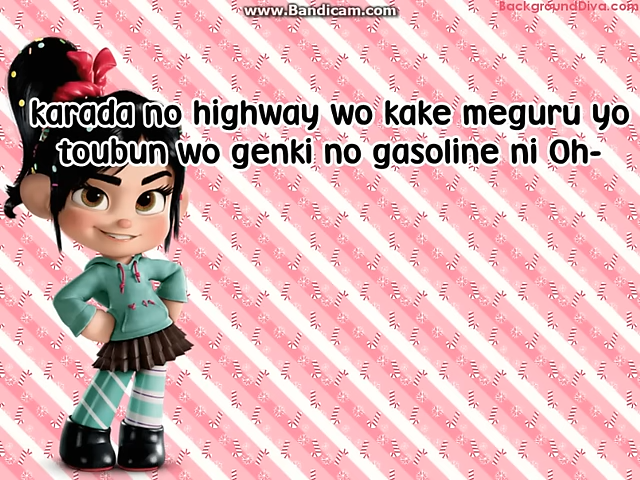 www.Bandicam.com
BackgroundDiva.com
karada no highway wo kake meguru yo
toubun wo genki no gasoline ni Oh-